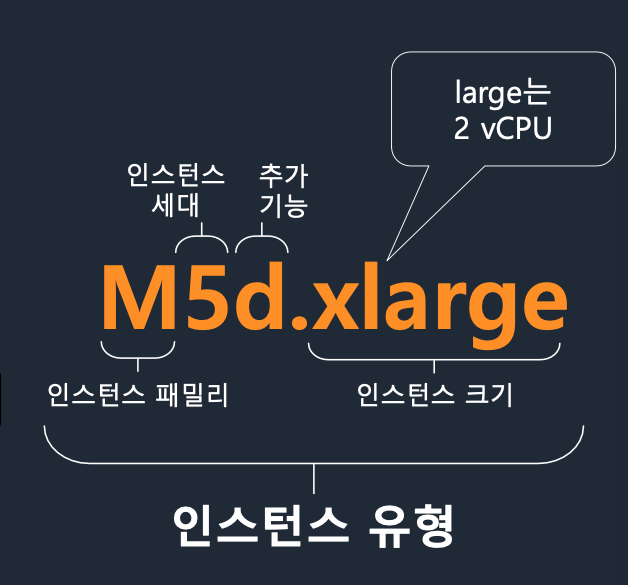 large는
2 vCPU
인스턴스
세대
추가
기능
M5d.xlarge
인스턴스 패밀리
인스턴스 크기
인스턴스 유형